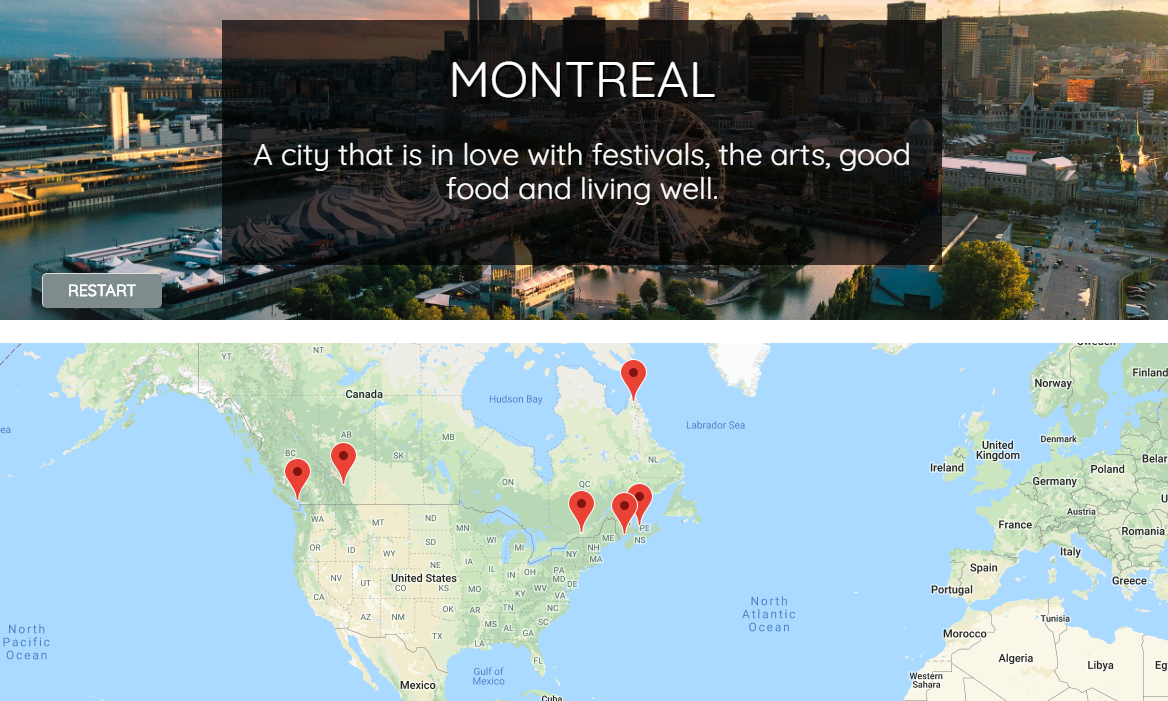 MONTREAL
A city that is in love with festivals, the arts, good
food and living well.
RESTART
Sweden
YT
NT
Norway
Finland
Canada
Hudson Bay
ea
Labrador Sea
AB
MB
Denmark
BC
SK
NL
United
Kingdom
Belar
Ireland
Poland
ON
QC
Germany
U
WA
ND
PE
Austria
MT
MN
ME
NS
France
Romania
OR
SD
WI
MI
NY
NH
ID
WY
MA
Italy
NE
IA
IL
IN
OH
PA
Spain
NV
UT
United States
MD
DE
Greece
CO
KS
MO
KY
WV
VA
Portugal
CA
OK
AR
TN
NC
North
Atlantic
Ocean
AZ
NM
MS
SC
Tunisia
North
Pacific
Ocean
TX
LA
AL
GA
Morocco
FL
Algeria
Libya
Eg
Gulf of
Mexico
Western
Sahara
Mexico
Cuba